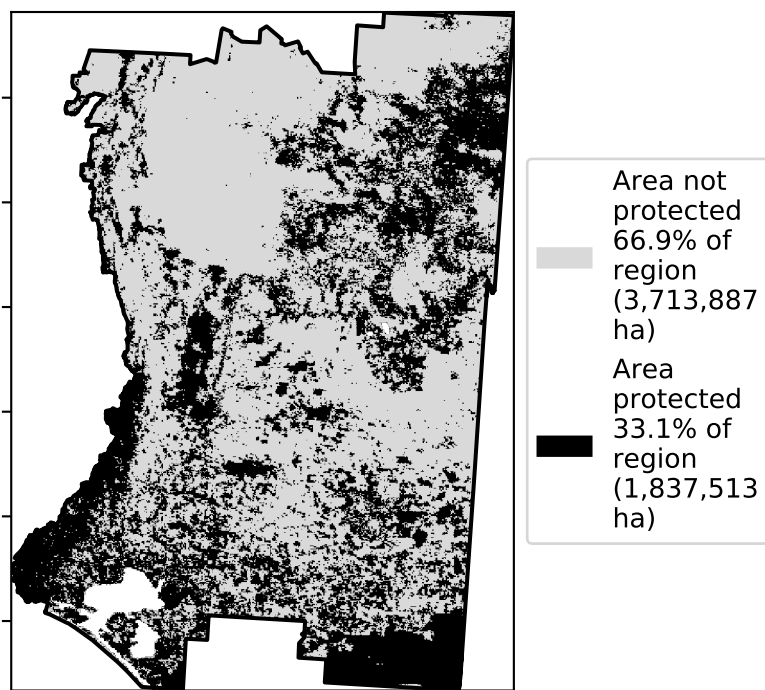 Area not
protected
66.9% of
region
(3,713,887
ha)
Area
protected
33.1% of
region
(1,837,513
ha)